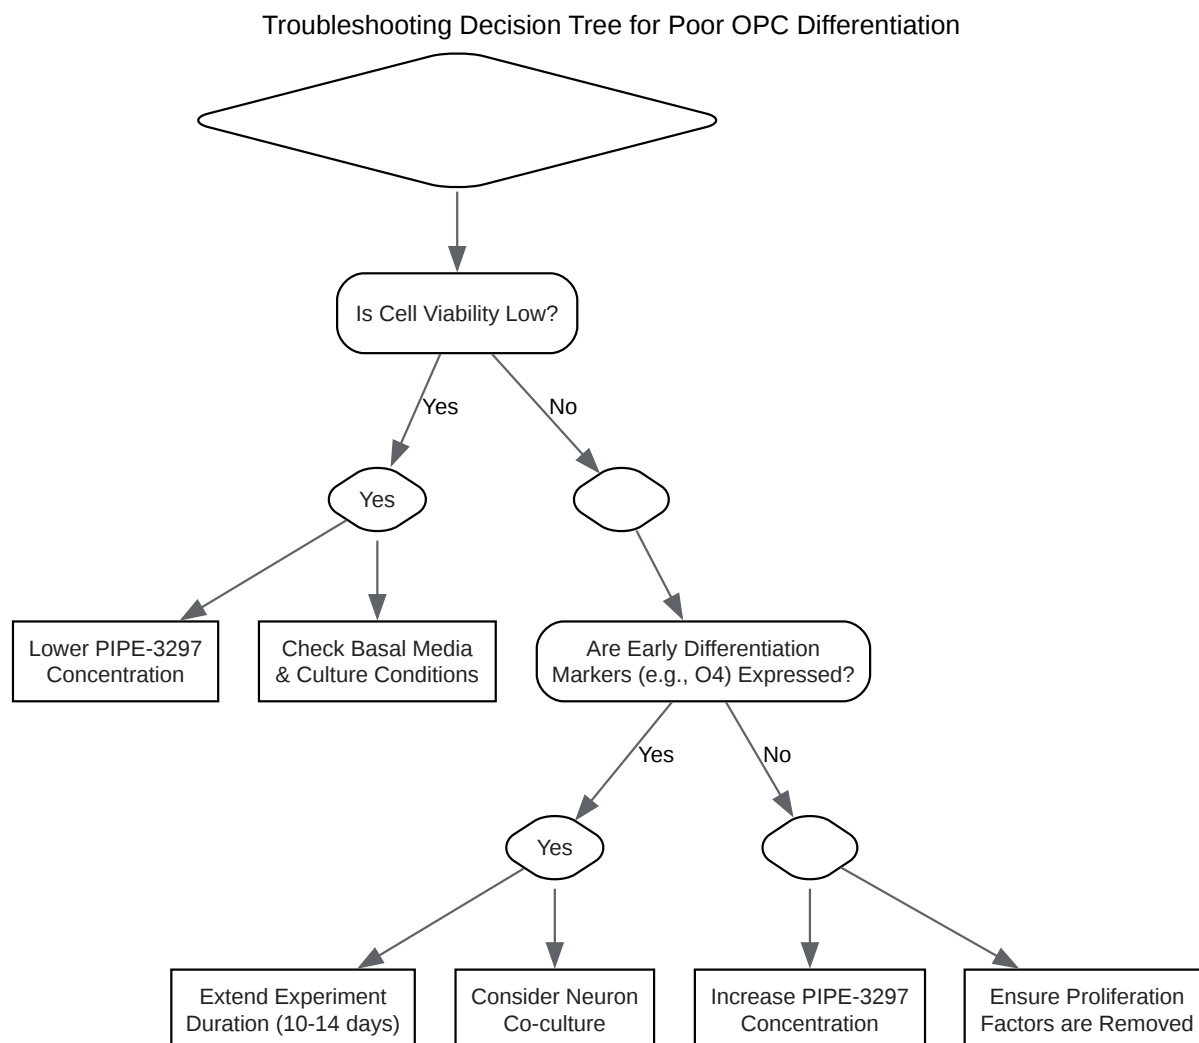 Troubleshooting Decision Tree for Poor OPC Differentiation
Is Cell Viability Low?
Yes
No
Yes
Lower PIPE-3297
Concentration
Check Basal Media
& Culture Conditions
Are Early Differentiation
Markers (e.g., O4) Expressed?
Yes
No
Yes
Extend Experiment
Duration (10-14 days)
Consider Neuron
Co-culture
Increase PIPE-3297
Concentration
Ensure Proliferation
Factors are Removed